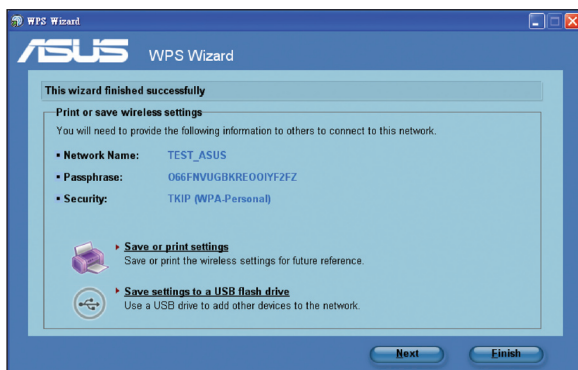 WPS Wizard
ASUS WPS Wizard
This wizard finished successfully
Print or save wireless settings
You will need to provide the following information to others to connect to this network.
Network Name: TEST_ASUS
Passphrase: O66FNVUGBKREOOIYF2FZ
Security: TKIP (WPA-Personal)
Save or print settings
Save or print the wireless settings for future reference.
Save settings to a USB flash drive
Use a USB drive to add other devices to the network.
Next Finish